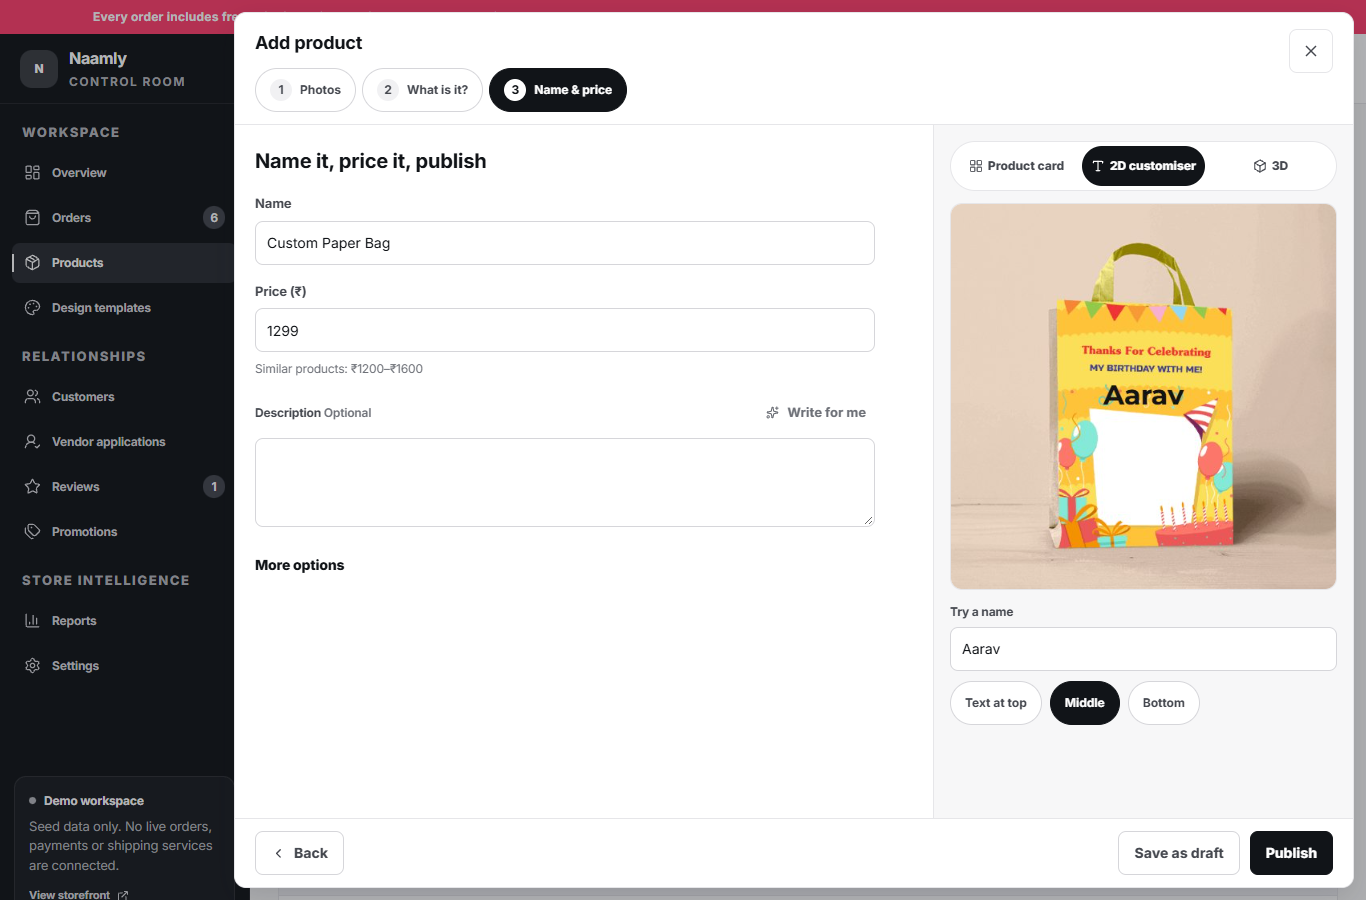 Every order includes fre
N
Naamly
CONTROL ROOM
WORKSPACE
Overview
Orders 6
Products
Design templates
RELATIONSHIPS
Customers
Vendor applications
Reviews 1
Promotions
STORE INTELLIGENCE
Reports
Settings
Demo workspace
Seed data only. No live orders,
payments or shipping services
are connected.
View storefront
Add product
1 Photos
2 What is it?
3 Name & price
Name it, price it, publish
Name
Custom Paper Bag
Price (₹)
1299
Similar products: ₹1200–₹1600
Description Optional
Write for me
More options
Back
Save as draft
Publish
Product card
2D customiser
3D
Thanks For Celebrating
MY BIRTHDAY WITH ME!
Aarav
Try a name
Aarav
Text at top
Middle
Bottom